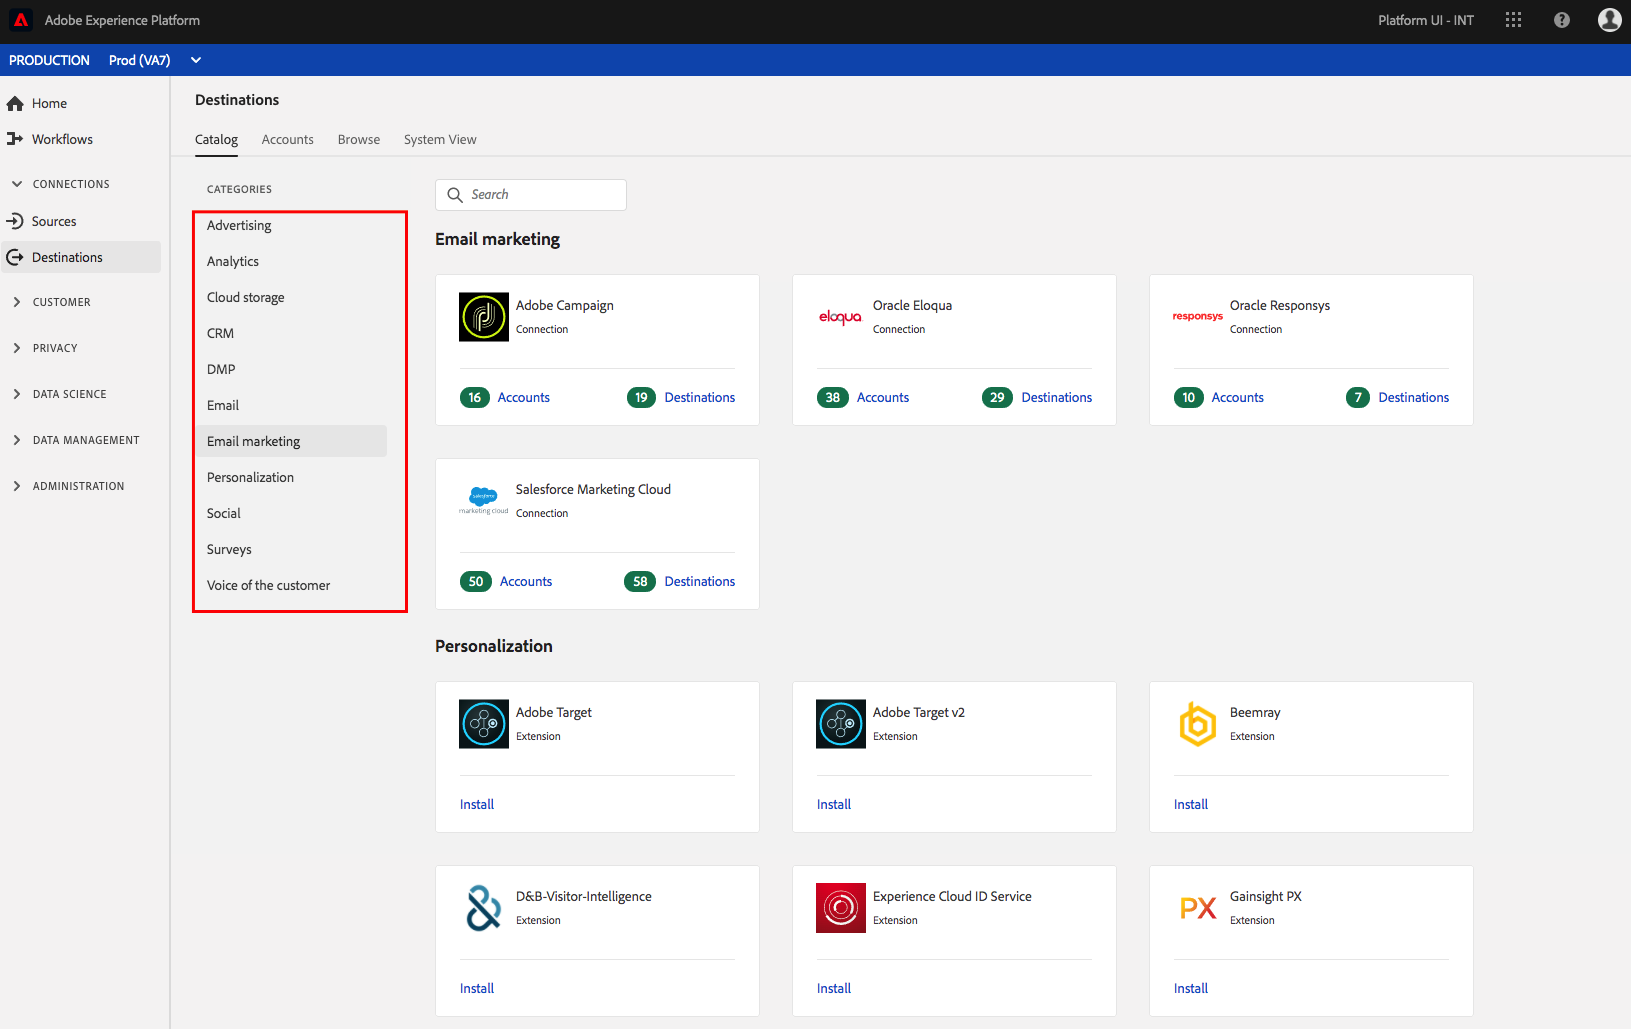 Adobe Experience Platform
Platform UI - INT
PRODUCTION Prod (VA7)
Home
Workflows
CONNECTIONS
Sources
Destinations
CUSTOMER
PRIVACY
DATA SCIENCE
DATA MANAGEMENT
ADMINISTRATION
Destinations
Catalog Accounts Browse System View
CATEGORIES
Advertising
Analytics
Cloud storage
CRM
DMP
Email
Email marketing
Personalization
Social
Surveys
Voice of the customer
Search
Email marketing
Adobe Campaign
Connection
16 Accounts 19 Destinations
eloqua
Oracle Eloqua
Connection
38 Accounts 29 Destinations
responsys
Oracle Responsys
Connection
10 Accounts 7 Destinations
salesforce
marketing cloud
Salesforce Marketing Cloud
Connection
50 Accounts 58 Destinations
Personalization
Adobe Target
Extension
Install
Adobe Target v2
Extension
Install
b
Beemray
Extension
Install
&
D&B-Visitor-Intelligence
Extension
Install
Experience Cloud ID Service
Extension
Install
PX
Gainsight PX
Extension
Install